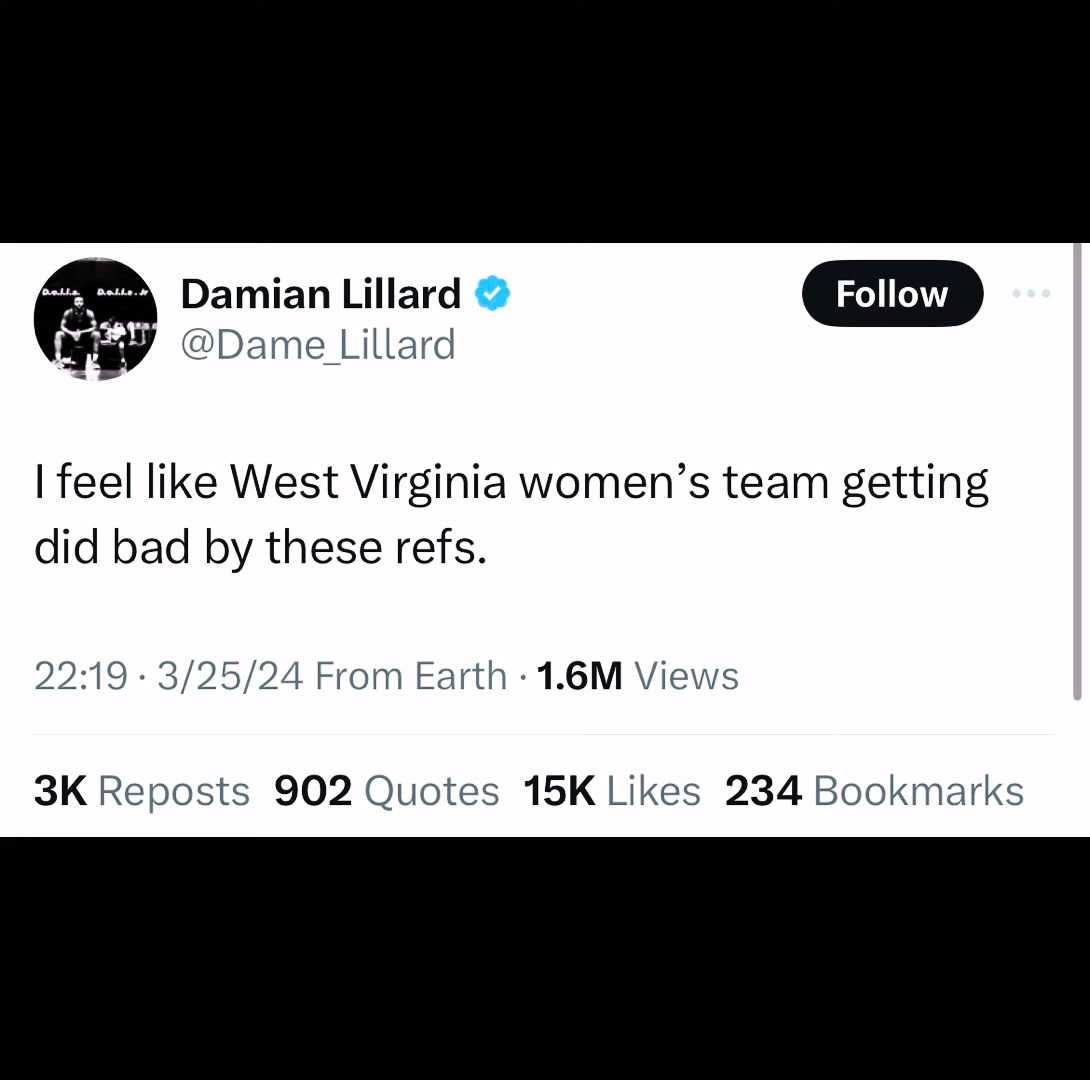 Damian Lillard
@Dame_Lillard
Follow
I feel like West Virginia women’s team getting
did bad by these refs.
22:19 · 3/25/24 From Earth · 1.6M Views
3K Reposts 902 Quotes 15K Likes 234 Bookmarks